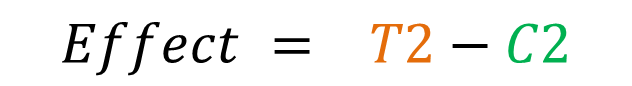 Effect = T2 − C2